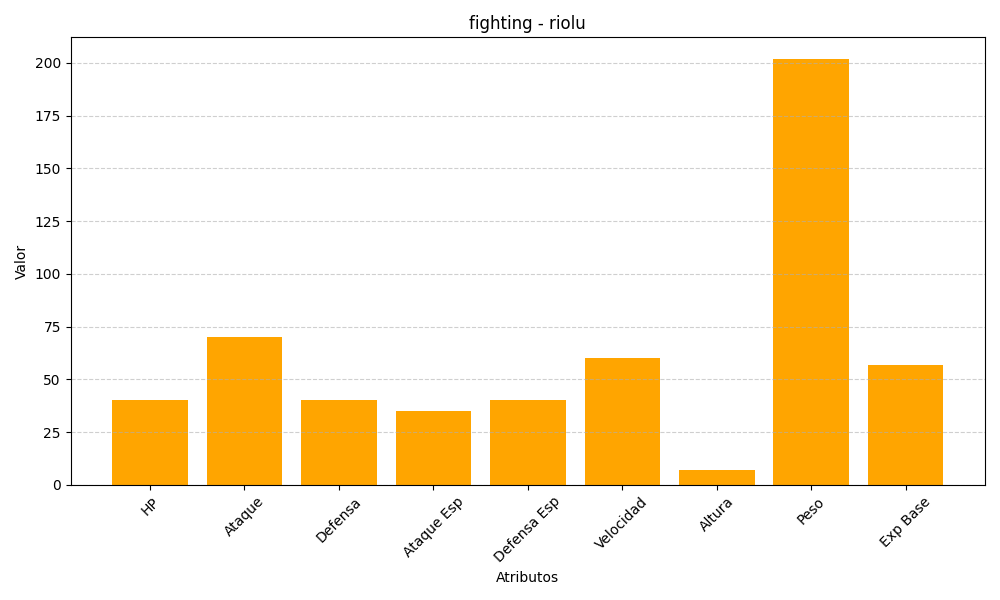 fighting - riolu
Valor
200
175
150
125
100
75
50
25
0
HP
Ataque
Defensa
Ataque Esp
Defensa Esp
Velocidad
Altura
Peso
Exp Base
Atributos